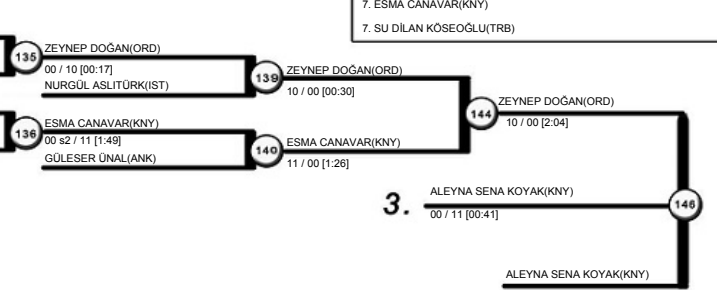 7. ESMA CANAVAR(KNY)
7. SU DİLAN KÖSEOĞLU(TRB)
135
ZEYNEP DOĞAN(ORD)
00 / 10 [00:17]
NURGÜL ASLITÜRK(IST)
139
ZEYNEP DOĞAN(ORD)
10 / 00 [00:30]
144
ZEYNEP DOĞAN(ORD)
10 / 00 [2:04]
136
ESMA CANAVAR(KNY)
00 s2 / 11 [1:49]
GÜLESER ÜNAL(ANK)
140
ESMA CANAVAR(KNY)
11 / 00 [1:26]
3.
ALEYNA SENA KOYAK(KNY)
00 / 11 [00:41]
146
ALEYNA SENA KOYAK(KNY)